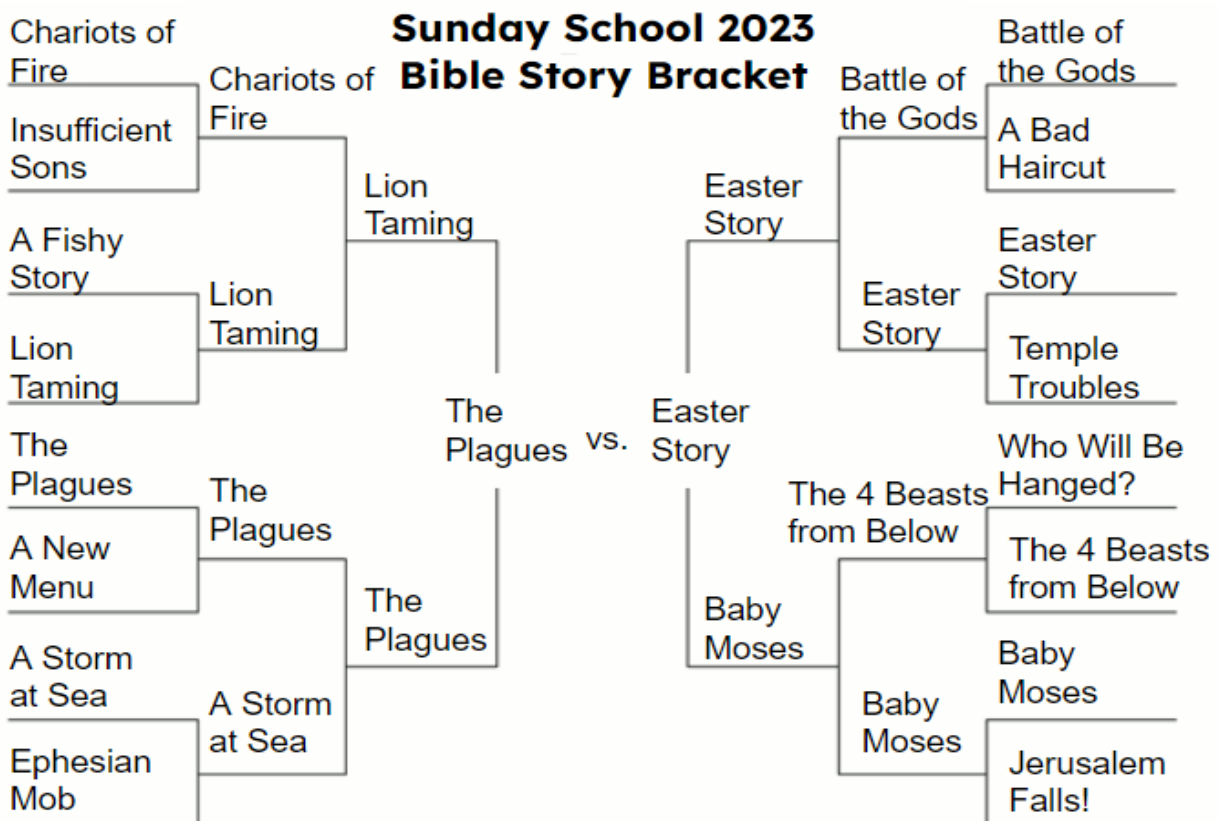 Sunday School 2023
Bible Story Bracket
Chariots of
Fire
Insufficient
Sons
A Fishy
Story
Lion
Taming
The
Plagues
A New
Menu
A Storm
at Sea
Ephesian
Mob
Chariots of
Fire
Lion
Taming
The
Plagues
A Storm
at Sea
Lion
Taming
The
Plagues
The
Plagues
vs.
Easter
Story
Easter
Story
Baby
Moses
Battle of
the Gods
Easter
Story
The 4 Beasts
from Below
Baby
Moses
Battle of
the Gods
A Bad
Haircut
Easter
Story
Temple
Troubles
Who Will Be
Hanged?
The 4 Beasts
from Below
Baby
Moses
Jerusalem
Falls!